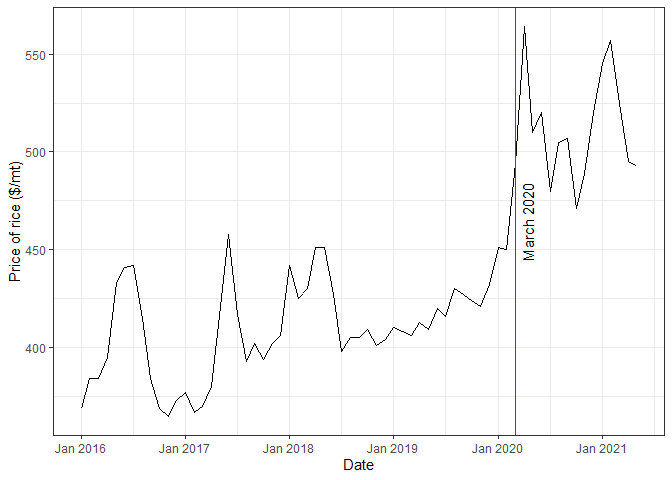 Price of rice ($/mt)
550
500
450
400
March 2020
Jan 2016
Jan 2017
Jan 2018
Jan 2019
Jan 2020
Jan 2021
Date